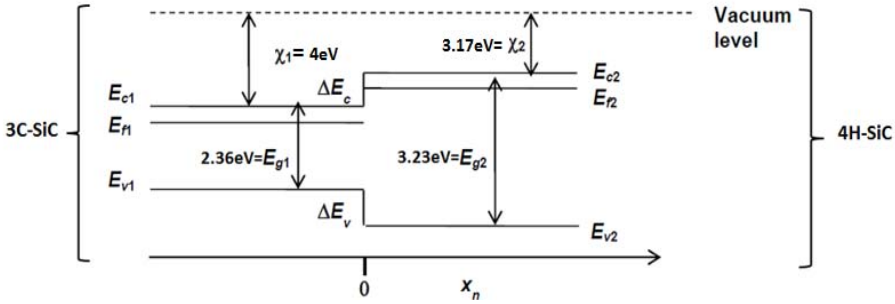 Vacuum
level
χ1= 4eV
3.17eV= χ2
Ec1
ΔEc
Ec2
Ef2
3C-SiC
Ef1
4H-SiC
2.36eV=Eg1
3.23eV=Eg2
Ev1
ΔEv
Ev2
0
xn